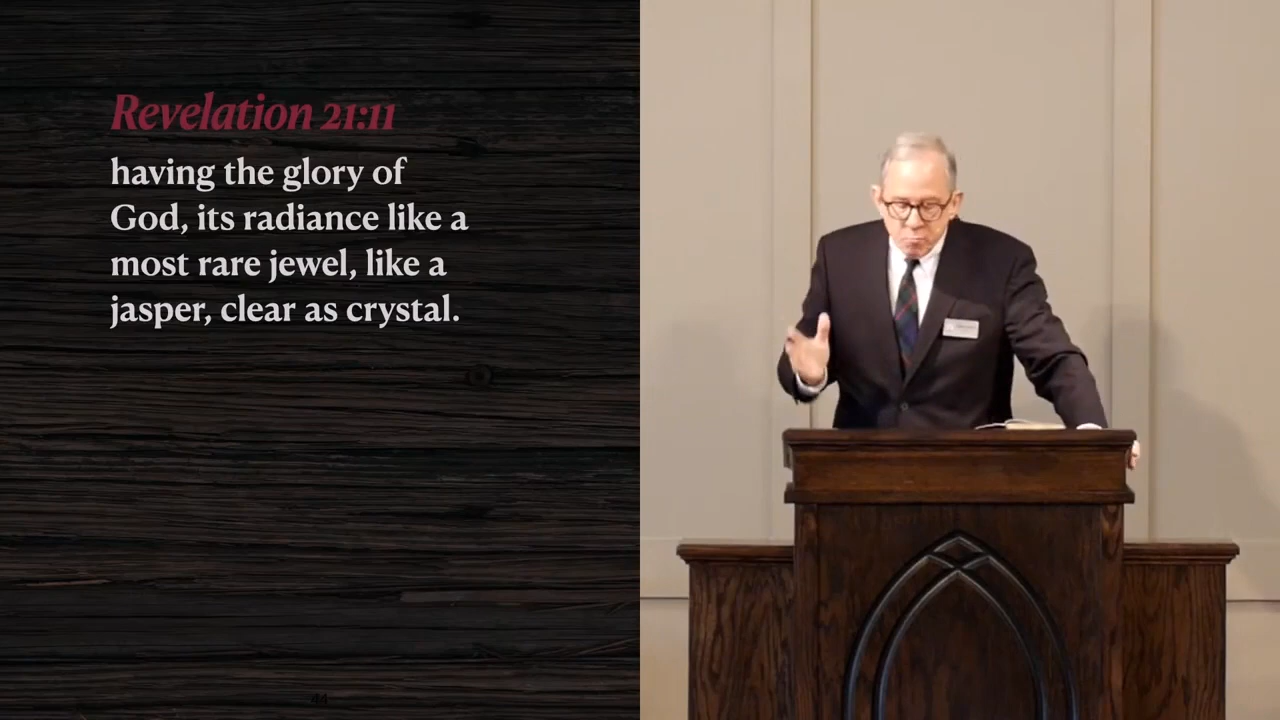 Revelation 21:11
having the glory of
God, its radiance like a
most rare jewel, like a
jasper, clear as crystal.
44